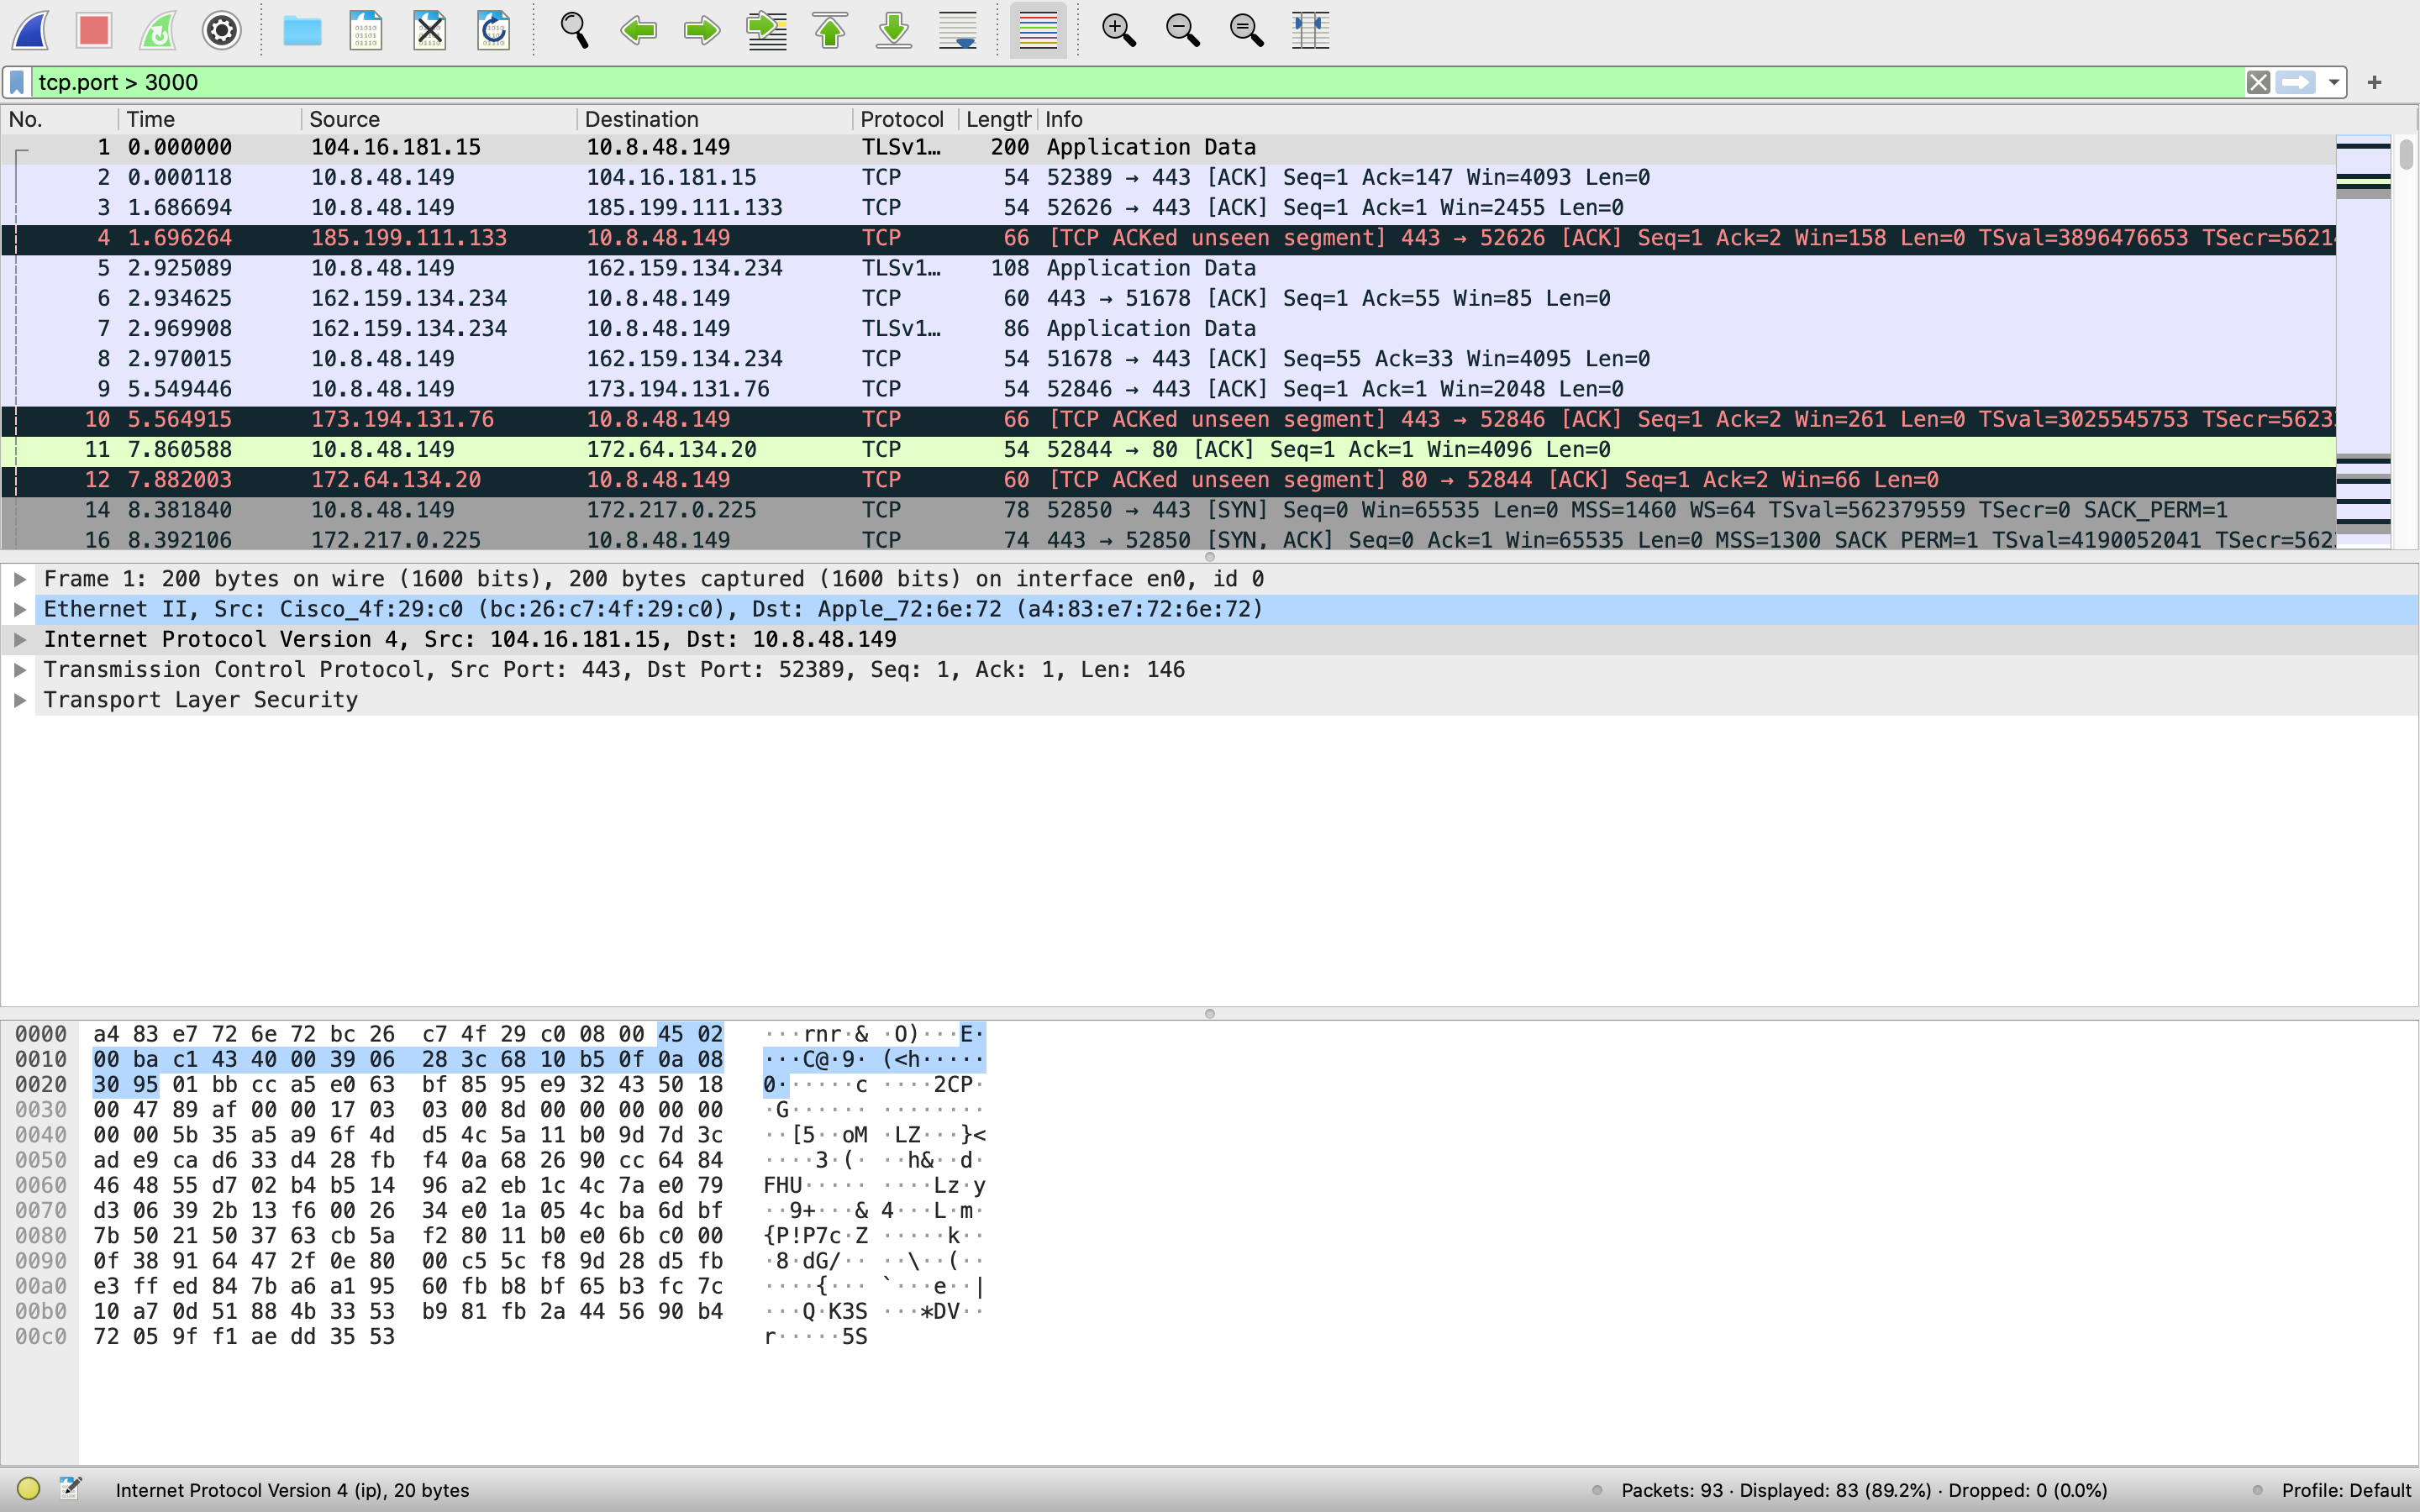 tcp.port > 3000
No. Time Source Destination Protocol Length Info
1 0.000000 104.16.181.15 10.8.48.149 TLSv1… 200 Application Data
2 0.000118 10.8.48.149 104.16.181.15 TCP 54 52389 → 443 [ACK] Seq=1 Ack=147 Win=4093 Len=0
3 1.686694 10.8.48.149 185.199.111.133 TCP 54 52626 → 443 [ACK] Seq=1 Ack=1 Win=2455 Len=0
4 1.696264 185.199.111.133 10.8.48.149 TCP 66 [TCP ACKed unseen segment] 443 → 52626 [ACK] Seq=1 Ack=2 Win=158 Len=0 TSval=3896476653 TSecr=5621
5 2.925089 10.8.48.149 162.159.134.234 TLSv1… 108 Application Data
6 2.934625 162.159.134.234 10.8.48.149 TCP 60 443 → 51678 [ACK] Seq=1 Ack=55 Win=85 Len=0
7 2.969908 162.159.134.234 10.8.48.149 TLSv1… 86 Application Data
8 2.970015 10.8.48.149 162.159.134.234 TCP 54 51678 → 443 [ACK] Seq=55 Ack=33 Win=4095 Len=0
9 5.549446 10.8.48.149 173.194.131.76 TCP 54 52846 → 443 [ACK] Seq=1 Ack=1 Win=2048 Len=0
10 5.564915 173.194.131.76 10.8.48.149 TCP 66 [TCP ACKed unseen segment] 443 → 52846 [ACK] Seq=1 Ack=2 Win=261 Len=0 TSval=3025545753 TSecr=5623
11 7.860588 10.8.48.149 172.64.134.20 TCP 54 52844 → 80 [ACK] Seq=1 Ack=1 Win=4096 Len=0
12 7.882003 172.64.134.20 10.8.48.149 TCP 60 [TCP ACKed unseen segment] 80 → 52844 [ACK] Seq=1 Ack=2 Win=66 Len=0
14 8.381840 10.8.48.149 172.217.0.225 TCP 78 52850 → 443 [SYN] Seq=0 Win=65535 Len=0 MSS=1460 WS=64 TSval=562379559 TSecr=0 SACK_PERM=1
16 8.392106 172.217.0.225 10.8.48.149 TCP 74 443 → 52850 [SYN, ACK] Seq=0 Ack=1 Win=65535 Len=0 MSS=1300 SACK_PERM=1 TSval=4190052041 TSecr=562
Frame 1: 200 bytes on wire (1600 bits), 200 bytes captured (1600 bits) on interface en0, id 0
Ethernet II, Src: Cisco_4f:29:c0 (bc:26:c7:4f:29:c0), Dst: Apple_72:6e:72 (a4:83:e7:72:6e:72)
Internet Protocol Version 4, Src: 104.16.181.15, Dst: 10.8.48.149
Transmission Control Protocol, Src Port: 443, Dst Port: 52389, Seq: 1, Ack: 1, Len: 146
Transport Layer Security
0000 a4 83 e7 72 6e 72 bc 26 c7 4f 29 c0 08 00 45 02 ···rnr·& ·O)···E·
0010 00 ba c1 43 40 00 39 06 28 3c 68 10 b5 0f 0a 08 ···C@·9· (<h·····
0020 30 95 01 bb cc a5 e0 63 bf 85 95 e9 32 43 50 18 0······c ····2CP·
0030 00 47 89 af 00 00 17 03 03 00 8d 00 00 00 00 00 ·G······ ········
0040 00 00 5b 35 a5 a9 6f 4d d5 4c 5a 11 b0 9d 7d 3c ··[5··oM ·LZ···}<
0050 ad e9 ca d6 33 d4 28 fb f4 0a 68 26 90 cc 64 84 ····3·(· ··h&··d·
0060 46 48 55 d7 02 b4 b5 14 96 a2 eb 1c 4c 7a e0 79 FHU····· ····Lz·y
0070 d3 06 39 2b 13 f6 00 26 34 e0 1a 05 4c ba 6d bf ··9+···& 4···L·m·
0080 7b 50 21 50 37 63 cb 5a f2 80 11 b0 e0 6b c0 00 {P!P7c·Z ·····k··
0090 0f 38 91 64 47 2f 0e 80 00 c5 5c f8 9d 28 d5 fb ·8·dG/·· ··\··(··
00a0 e3 ff ed 84 7b a6 a1 95 60 fb b8 bf 65 b3 fc 7c ····{··· `···e··|
00b0 10 a7 0d 51 88 4b 33 53 b9 81 fb 2a 44 56 90 b4 ···Q·K3S ···*DV··
00c0 72 05 9f f1 ae dd 35 53 r·····5S
Internet Protocol Version 4 (ip), 20 bytes Packets: 93 · Displayed: 83 (89.2%) · Dropped: 0 (0.0%) Profile: Default